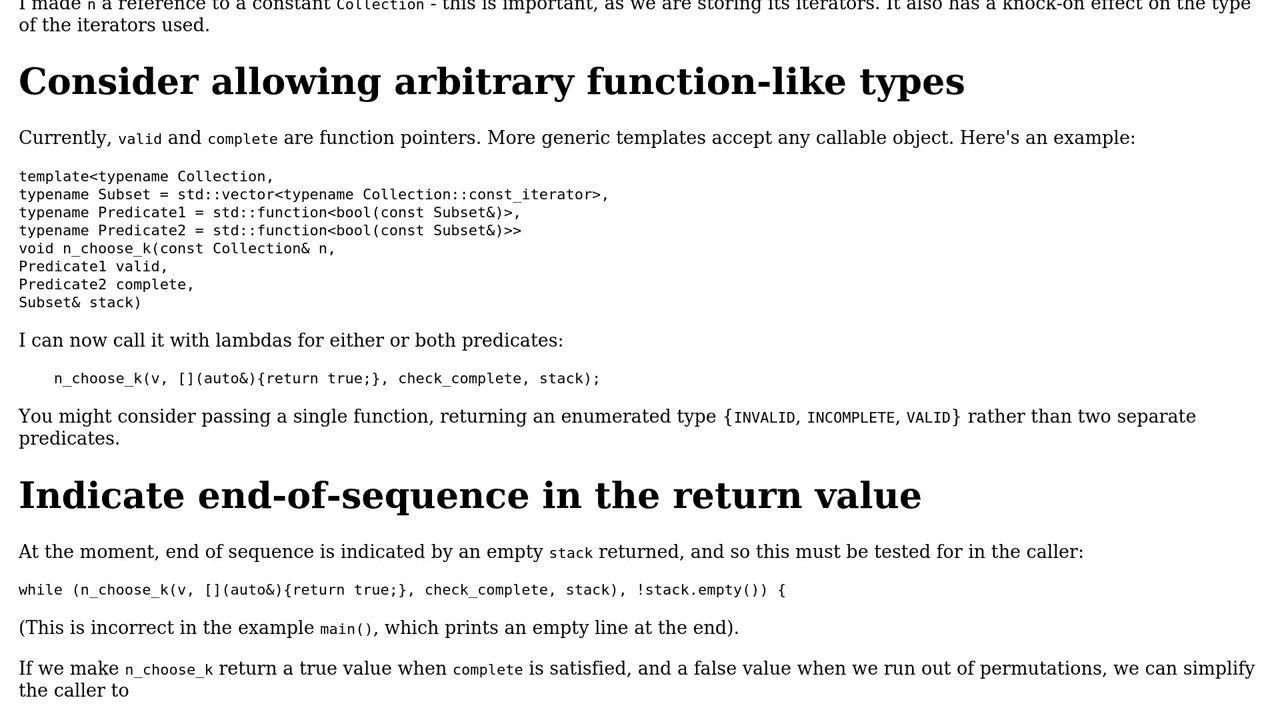 I made n a reference to a constant Collection - this is important, as we are storing its iterators. It also has a knock-on effect on the type
of the iterators used.
Consider allowing arbitrary function-like types
Currently, valid and complete are function pointers. More generic templates accept any callable object. Here's an example:
template<typename Collection,
typename Subset = std::vector<typename Collection::const_iterator>,
typename Predicate1 = std::function<bool(const Subset&)>,
typename Predicate2 = std::function<bool(const Subset&)>>
void n_choose_k(const Collection& n,
Predicate1 valid,
Predicate2 complete,
Subset& stack)
I can now call it with lambdas for either or both predicates:
n_choose_k(v, [](auto&){return true;}, check_complete, stack);
You might consider passing a single function, returning an enumerated type {INVALID, INCOMPLETE, VALID} rather than two separate
predicates.
Indicate end-of-sequence in the return value
At the moment, end of sequence is indicated by an empty stack returned, and so this must be tested for in the caller:
while (n_choose_k(v, [](auto&){return true;}, check_complete, stack), !stack.empty()) {
(This is incorrect in the example main(), which prints an empty line at the end).
If we make n_choose_k return a true value when complete is satisfied, and a false value when we run out of permutations, we can simplify
the caller to